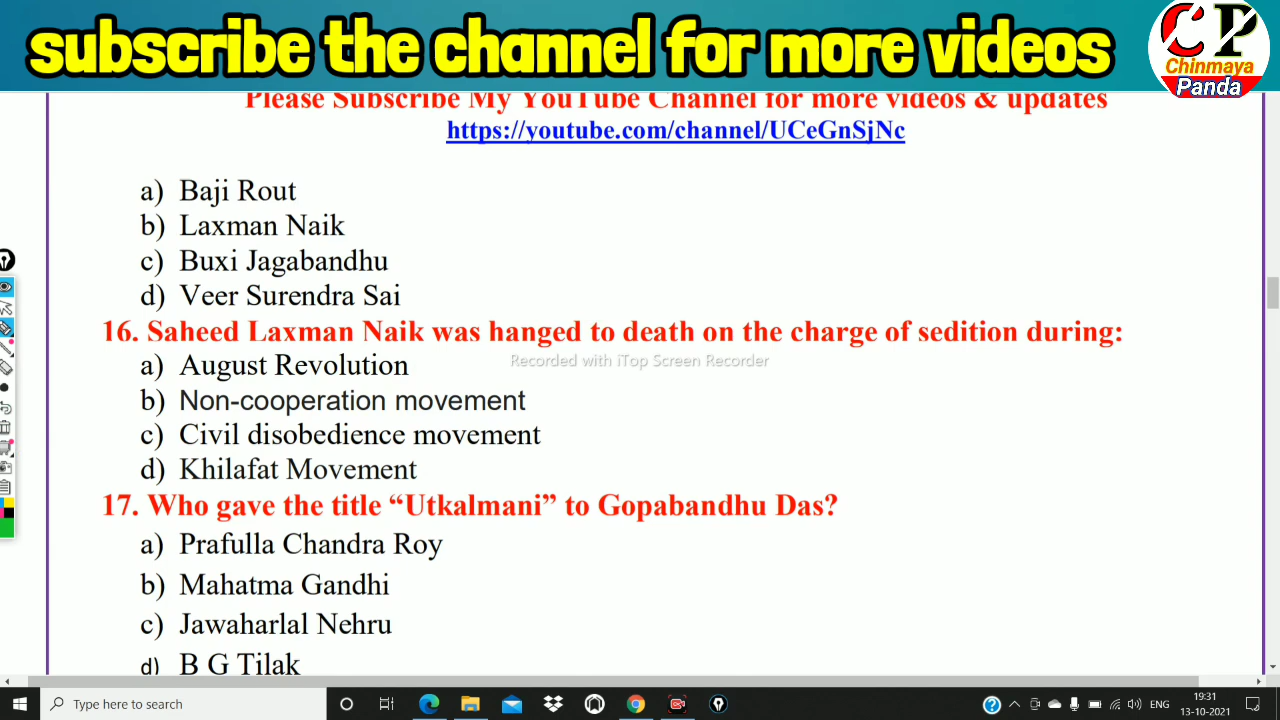 subscribe the channel for more videos
CP
Chinmaya
Panda
Please Subscribe My YouTube Channel for more videos & updates
https://youtube.com/channel/UCeGnSjNc
a) Baji Rout
b) Laxman Naik
c) Buxi Jagabandhu
d) Veer Surendra Sai
16. Saheed Laxman Naik was hanged to death on the charge of sedition during:
Recorded with iTop Screen Recorder
a) August Revolution
b) Non-cooperation movement
c) Civil disobedience movement
d) Khilafat Movement
17. Who gave the title “Utkalmani” to Gopabandhu Das?
a) Prafulla Chandra Roy
b) Mahatma Gandhi
c) Jawaharlal Nehru
d) B G Tilak
Type here to search
ENG
19:31
13-10-2021